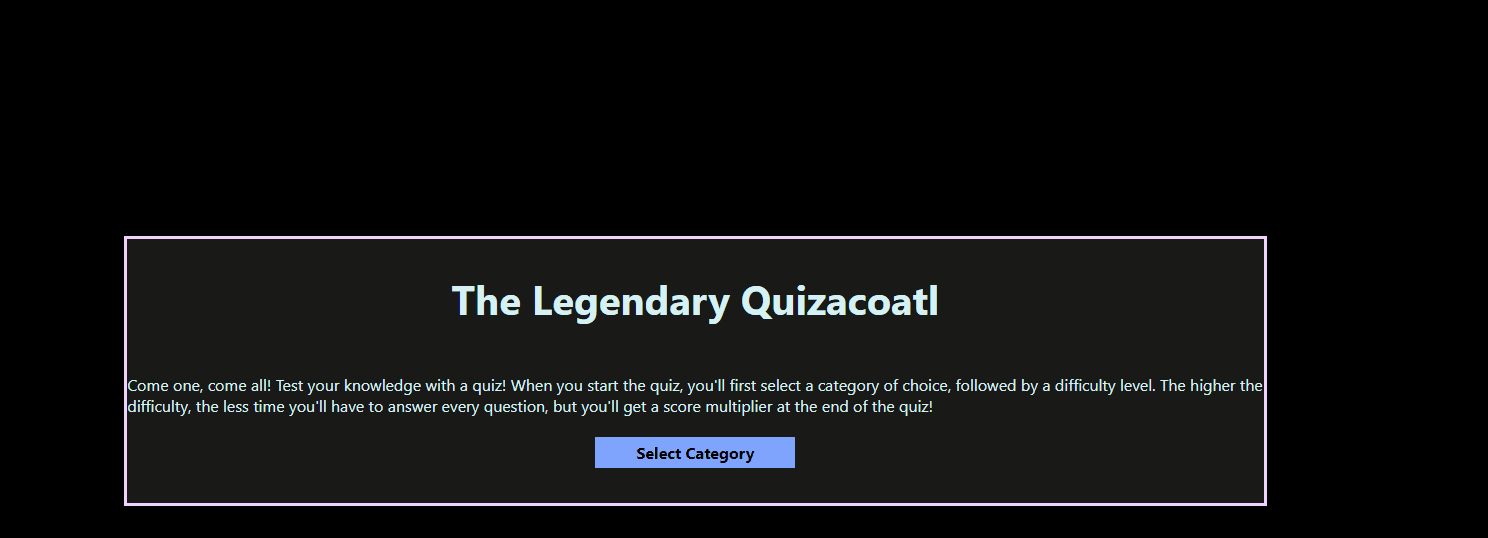 The Legendary Quizacoatl
Come one, come all! Test your knowledge with a quiz! When you start the quiz, you'll first select a category of choice, followed by a difficulty level. The higher the
difficulty, the less time you'll have to answer every question, but you'll get a score multiplier at the end of the quiz!
Select Category